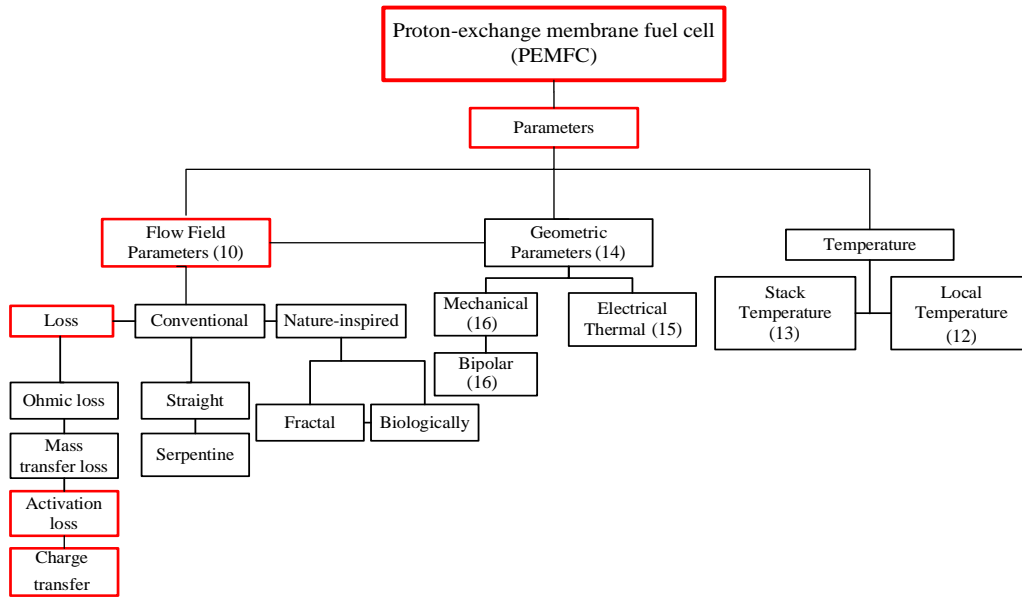 Proton-exchange membrane fuel cell
(PEMFC)
Parameters
Flow Field
Parameters (10)
Geometric
Parameters (14)
Temperature
Loss
Conventional
Nature-inspired
Mechanical
(16)
Electrical
Thermal (15)
Stack
Temperature
(13)
Local
Temperature
(12)
Bipolar
(16)
Ohmic loss
Straight
Fractal
Biologically
Mass
transfer loss
Serpentine
Activation
loss
Charge
transfer